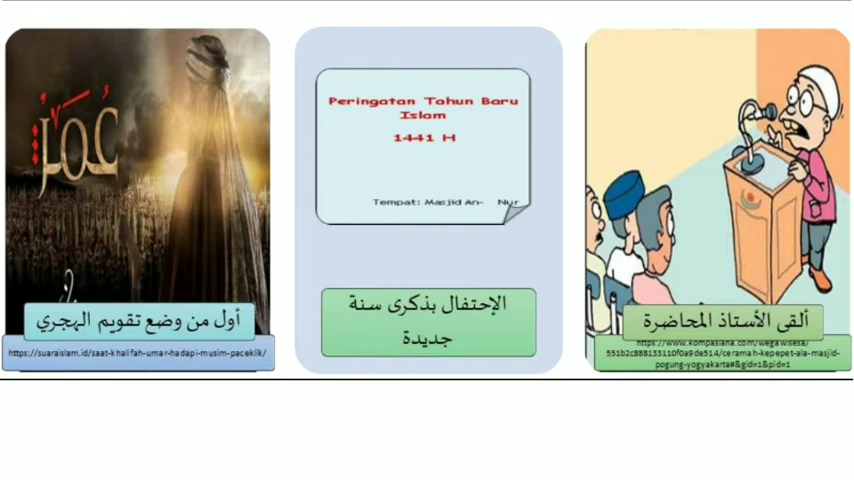 عُمَرُ
أول من وضع تقويم الهجري
https://suaraislam.id/saat-khalifah-umar-hadapi-musim-paceklik/
Peringatan Tahun Baru
Islam
1441 H
Tempat: Masjid An- Nur
الإحتفال بذكرى سنة
جديدة
ألقى الأستاذ المحاضرة
https://www.kompasiana.com/wegawisesa/
551b2c888133110f0a9de514/ceramah-kepepet-ala-masjid-
pogung-yogyakarta#&gid=1&pid=1